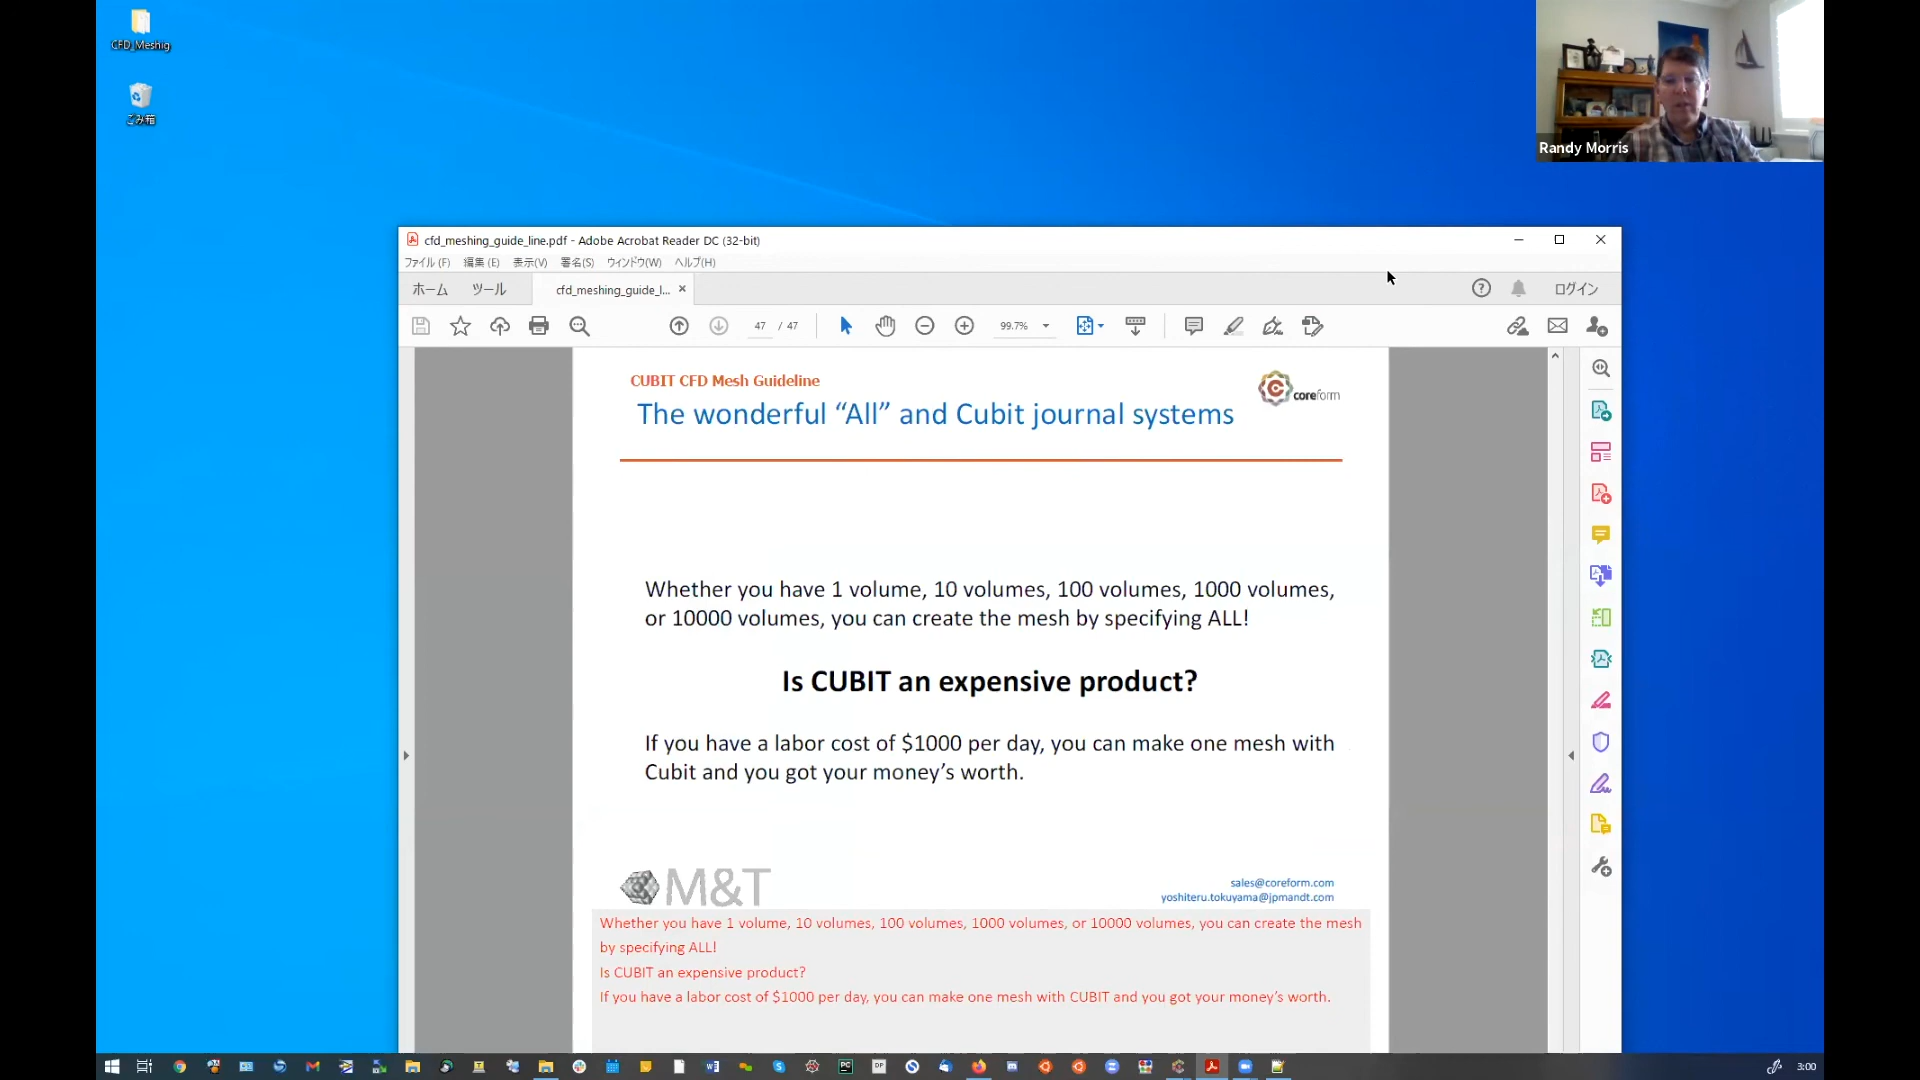 CFD_Meshig
ごみ箱
Randy Morris
cfd_meshing_guide_line.pdf - Adobe Acrobat Reader DC (32-bit)
ファイル(F) 編集(E) 表示(V) 署名(S) ウィンドウ(W) ヘルプ(H)
ホーム ツール cfd_meshing_guide_l... ログイン
47 / 47 99.7%
CUBIT CFD Mesh Guideline
coreform
The wonderful “All” and Cubit journal systems
Whether you have 1 volume, 10 volumes, 100 volumes, 1000 volumes,
or 10000 volumes, you can create the mesh by specifying ALL!
Is CUBIT an expensive product?
If you have a labor cost of $1000 per day, you can make one mesh with
Cubit and you got your money’s worth.
M&T
sales@coreform.com
yoshiteru.tokuyama@jpmandt.com
Whether you have 1 volume, 10 volumes, 100 volumes, 1000 volumes, or 10000 volumes, you can create the mesh
by specifying ALL!
Is CUBIT an expensive product?
If you have a labor cost of $1000 per day, you can make one mesh with CUBIT and you got your money’s worth.
3:00